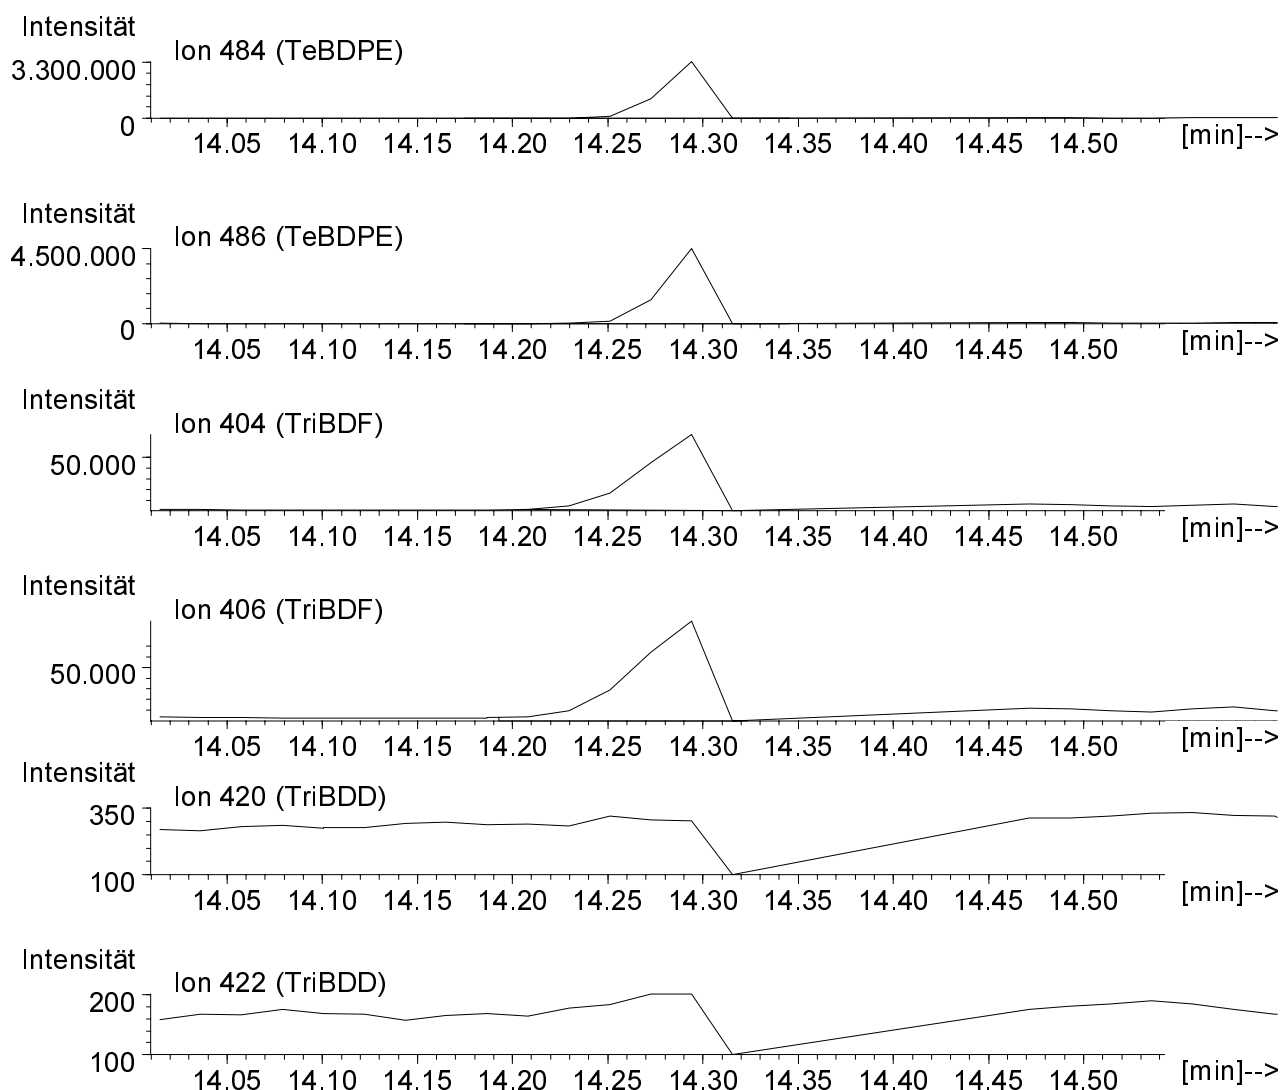 Intensität
Ion 484 (TeBDPE)
3.300.000
0
14.05 14.10 14.15 14.20 14.25 14.30 14.35 14.40 14.45 14.50 [min]-->
Intensität
Ion 486 (TeBDPE)
4.500.000
0
14.05 14.10 14.15 14.20 14.25 14.30 14.35 14.40 14.45 14.50 [min]-->
Intensität
Ion 404 (TriBDF)
50.000
14.05 14.10 14.15 14.20 14.25 14.30 14.35 14.40 14.45 14.50 [min]-->
Intensität
Ion 406 (TriBDF)
50.000
14.05 14.10 14.15 14.20 14.25 14.30 14.35 14.40 14.45 14.50 [min]-->
Intensität
Ion 420 (TriBDD)
350
100
14.05 14.10 14.15 14.20 14.25 14.30 14.35 14.40 14.45 14.50 [min]-->
Intensität
Ion 422 (TriBDD)
200
100
14.05 14.10 14.15 14.20 14.25 14.30 14.35 14.40 14.45 14.50 [min]-->